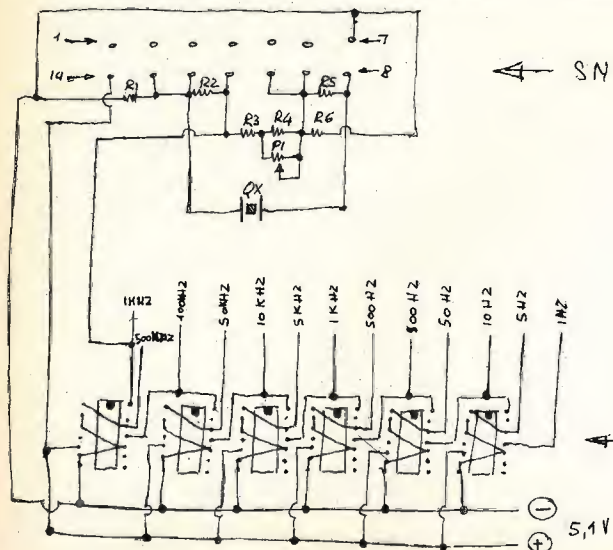 1
7
14
8
SN
R1
R2
R5
R3
R4
R6
P1
QX
1KHZ
500KHZ
100KHZ
50KHZ
10KHZ
5KHZ
1KHZ
500HZ
800HZ
50HZ
10HZ
5HZ
1HZ
−
+
5,1V